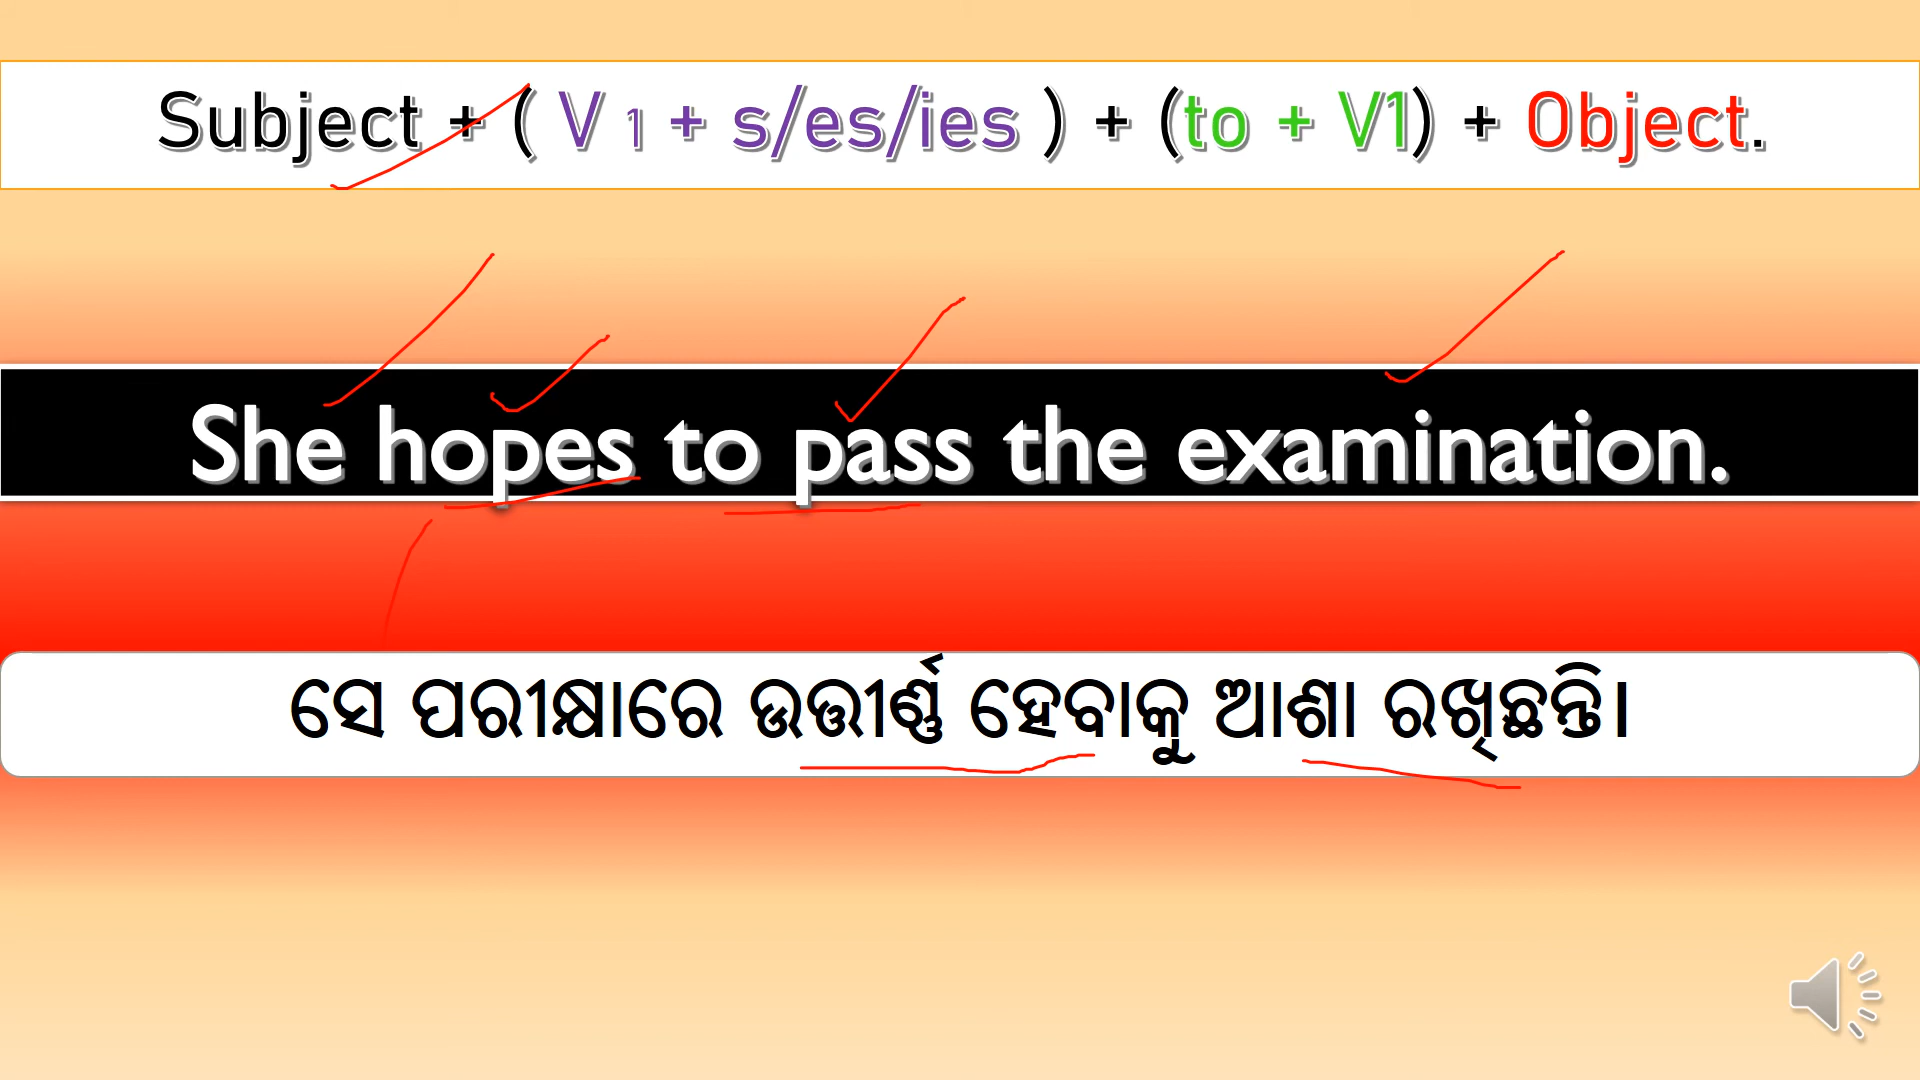 Subject + ( V 1 + s/es/ies ) + (to + V1) + Object.
She hopes to pass the examination.
ସେ ପରୀକ୍ଷାରେ ଉତ୍ତୀର୍ଣ୍ଣ ହେବାକୁ ଆଶା ରଖିଛନ୍ତି।